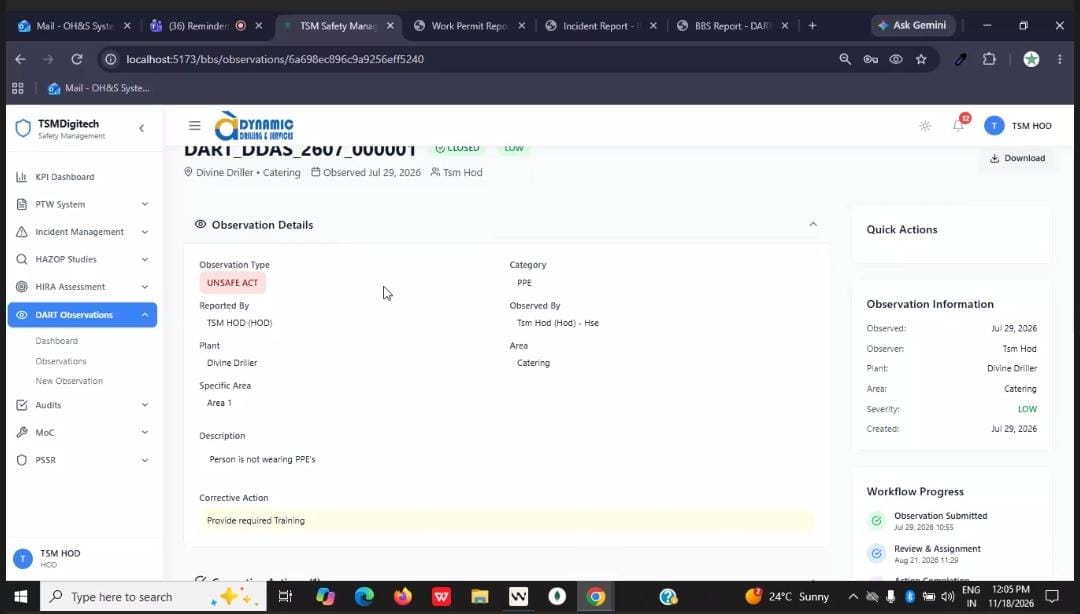 Mail - OH&S Syste
(36) Reminder
TSM Safety Manag
Work Permit Repo
Incident Report - I
BBS Report - DAR
Ask Gemini
localhost:5173/bbs/observations/6a698ec896c9a9256eff5240
Mail - OH&S Syste...
TSMDigitech
Safety Management
DYNAMIC
DRILLING & SERVICES
12
T
TSM HOD
KPI Dashboard
PTW System
Incident Management
HAZOP Studies
HIRA Assessment
DART Observations
Dashboard
Observations
New Observation
Audits
MoC
PSSR
T
TSM HOD
HOD
DART_DDAS_2607_000001
CLOSED
LOW
Download
Divine Driller • Catering
Observed Jul 29, 2026
Tsm Hod
Observation Details
Observation Type
UNSAFE ACT
Category
PPE
Reported By
TSM HOD (HOD)
Observed By
Tsm Hod (Hod) - Hse
Plant
Divine Driller
Area
Catering
Specific Area
Area 1
Description
Person is not wearing PPE's
Corrective Action
Provide required Training
Quick Actions
Observation Information
Observed: Jul 29, 2026
Observer: Tsm Hod
Plant: Divine Driller
Area: Catering
Severity: LOW
Created: Jul 29, 2026
Workflow Progress
Observation Submitted
Jul 29, 2026 10:55
Review & Assignment
Aug 21, 2026 11:29
Action Completion
Type here to search
24°C Sunny
ENG
IN
12:05 PM
11/18/2026